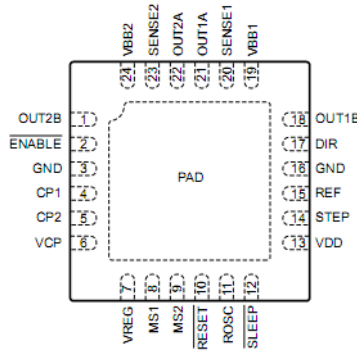 VBB2
SENSE2
OUT2A
OUT1A
SENSE1
VBB1
24
23
22
21
20
19
OUT2B 1
ENABLE 2
GND 3
CP1 4
CP2 5
VCP 6
PAD
18 OUT1B
17 DIR
16 GND
15 REF
14 STEP
13 VDD
7
8
9
10
11
12
VREG
MS1
MS2
RESET
ROSC
SLEEP